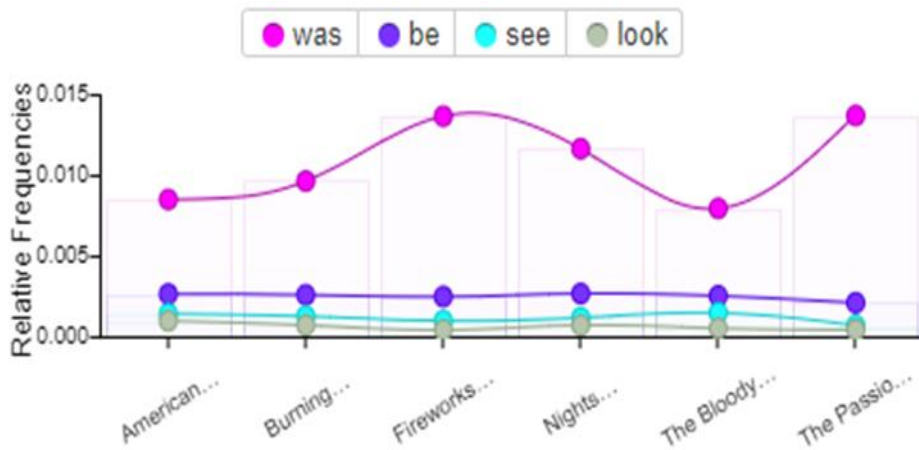 was be see look
Relative Frequencies
0.015
0.010
0.005
0.000
American...
Burning...
Fireworks...
Nights...
The Bloody...
The Passio...